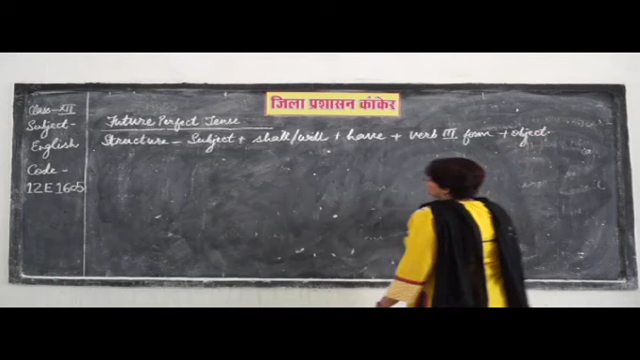 जिला प्रशासन कांकेर
Class-XII
Subject-
English
Code-
12E1605
Future Perfect Tense
Structure - Subject + shall/will + have + verb III form + object.